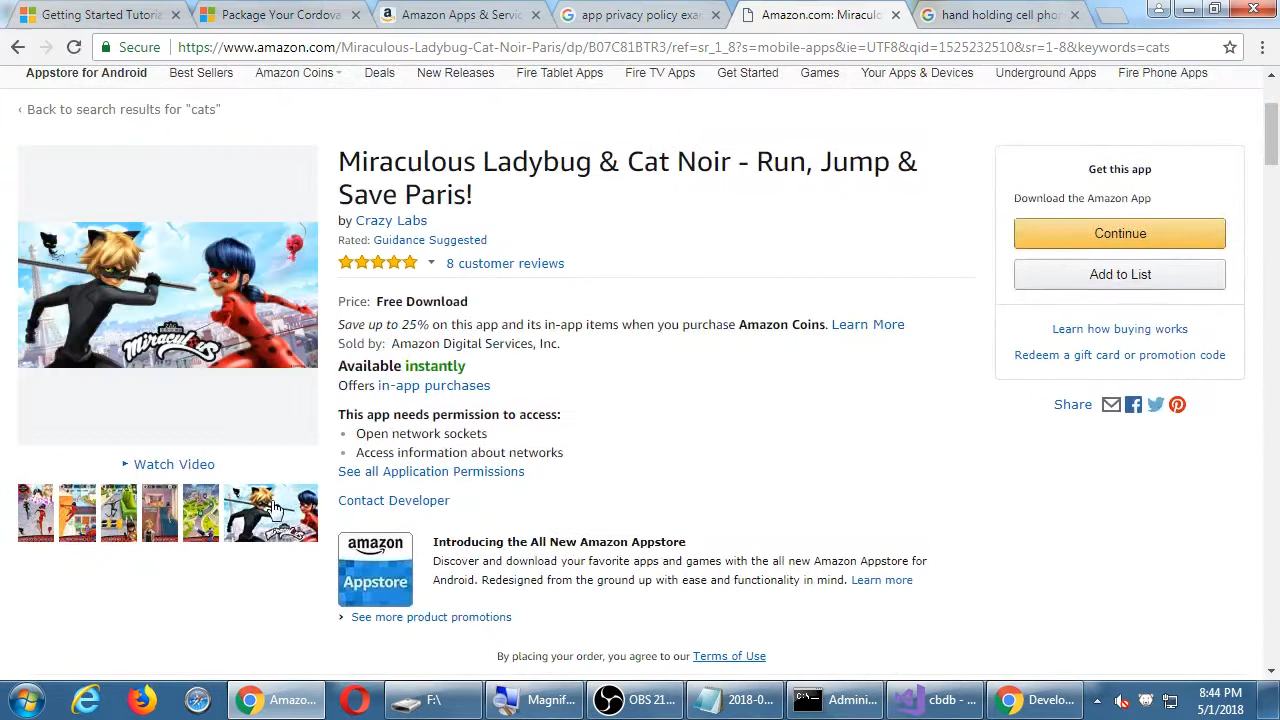 Getting Started Tutoria
Package Your Cordova
Amazon Apps & Servic
app privacy policy exa
Amazon.com: Miraculo
hand holding cell pho
Secure
https://www.amazon.com/Miraculous-Ladybug-Cat-Noir-Paris/dp/B07C81BTR3/ref=sr_1_8?s=mobile-apps&ie=UTF8&qid=1525232510&sr=1-8&keywords=cats
Appstore for Android
Best Sellers
Amazon Coins
Deals
New Releases
Fire Tablet Apps
Fire TV Apps
Get Started
Games
Your Apps & Devices
Underground Apps
Fire Phone Apps
‹ Back to search results for "cats"
Miraculous Ladybug & Cat Noir - Run, Jump &
Save Paris!
by Crazy Labs
Rated: Guidance Suggested
8 customer reviews
Price: Free Download
Save up to 25% on this app and its in-app items when you purchase Amazon Coins. Learn More
Sold by: Amazon Digital Services, Inc.
Available instantly
Offers in-app purchases
This app needs permission to access:
• Open network sockets
• Access information about networks
See all Application Permissions
Contact Developer
Miraculous
Watch Video
Get this app
Download the Amazon App
Continue
Add to List
Learn how buying works
Redeem a gift card or promotion code
Share
amazon
Appstore
Introducing the All New Amazon Appstore
Discover and download your favorite apps and games with the all new Amazon Appstore for
Android. Redesigned from the ground up with ease and functionality in mind. Learn more
› See more product promotions
By placing your order, you agree to our Terms of Use
Amazo...
F:\
Magnif...
OBS 21...
2018-0...
Admini...
cbdb - ...
Develo...
8:44 PM
5/1/2018